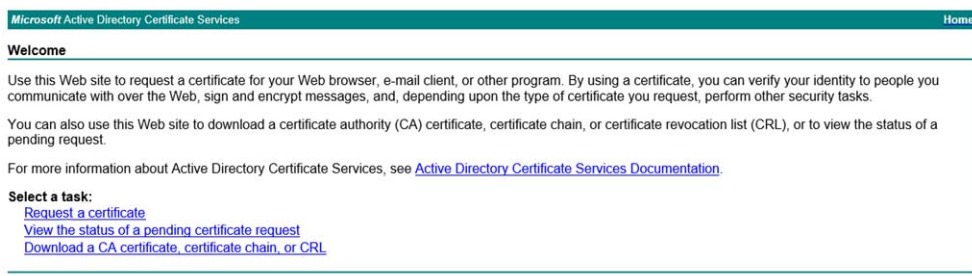 Microsoft Active Directory Certificate Services Home
Welcome
Use this Web site to request a certificate for your Web browser, e-mail client, or other program. By using a certificate, you can verify your identity to people you
communicate with over the Web, sign and encrypt messages, and, depending upon the type of certificate you request, perform other security tasks.
You can also use this Web site to download a certificate authority (CA) certificate, certificate chain, or certificate revocation list (CRL), or to view the status of a
pending request.
For more information about Active Directory Certificate Services, see Active Directory Certificate Services Documentation.
Select a task:
Request a certificate
View the status of a pending certificate request
Download a CA certificate, certificate chain, or CRL